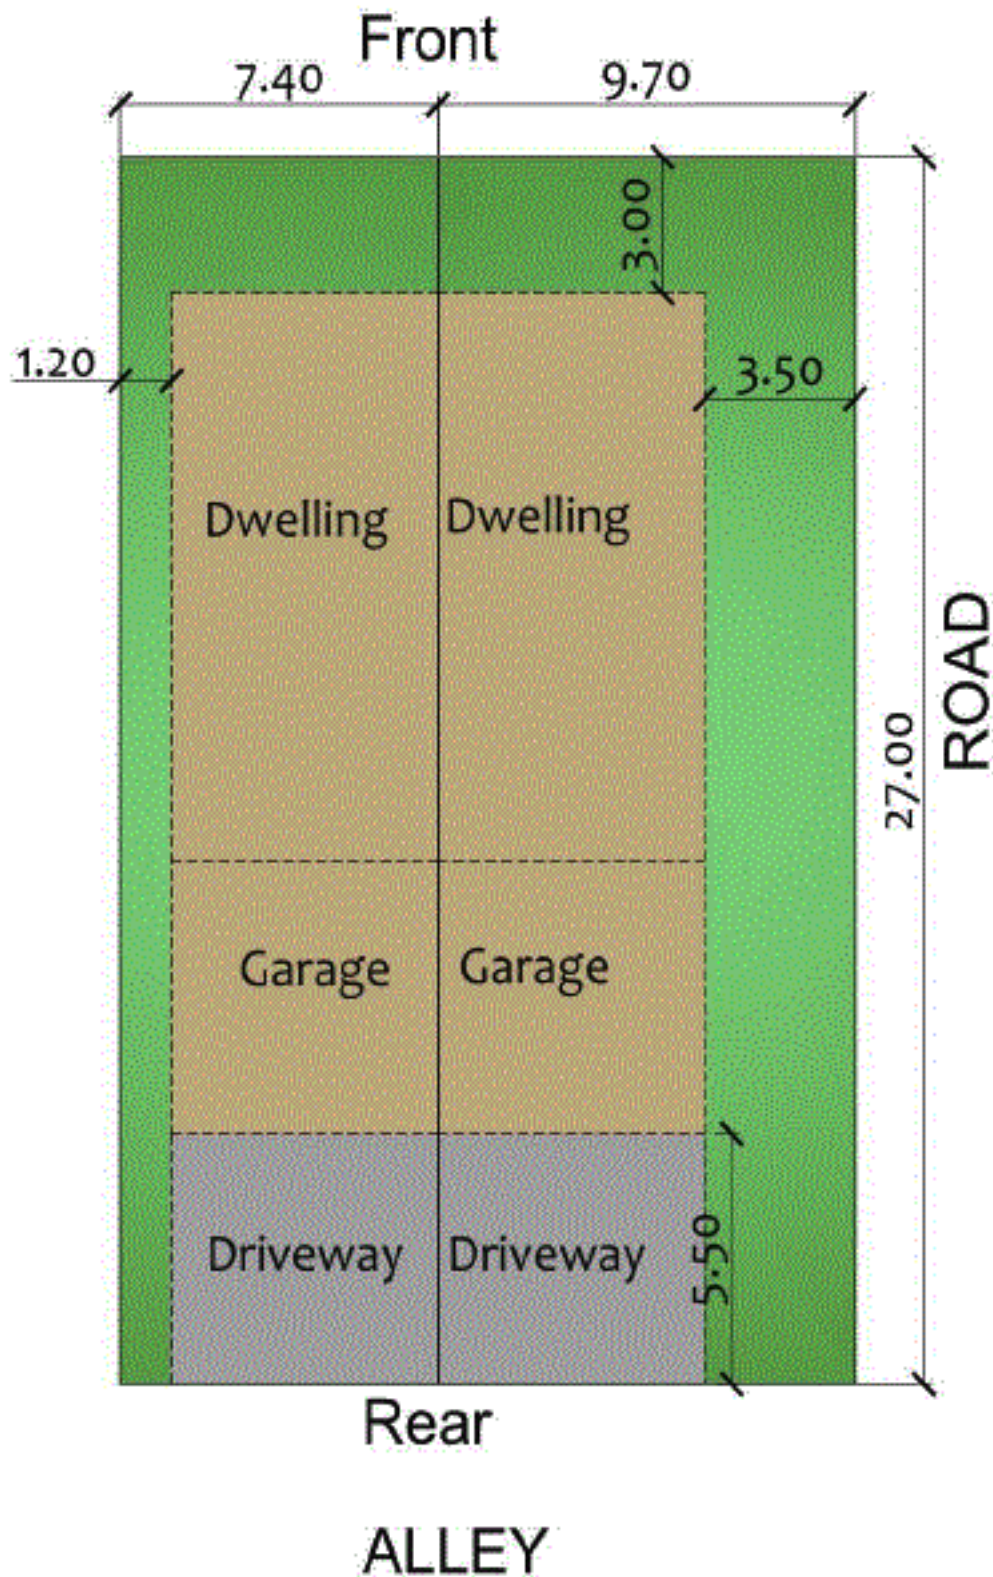 Front
7.40
9.70
3.00
1.20
3.50
Dwelling
Dwelling
ROAD
27.00
Garage
Garage
Driveway
Driveway
5.50
Rear
ALLEY